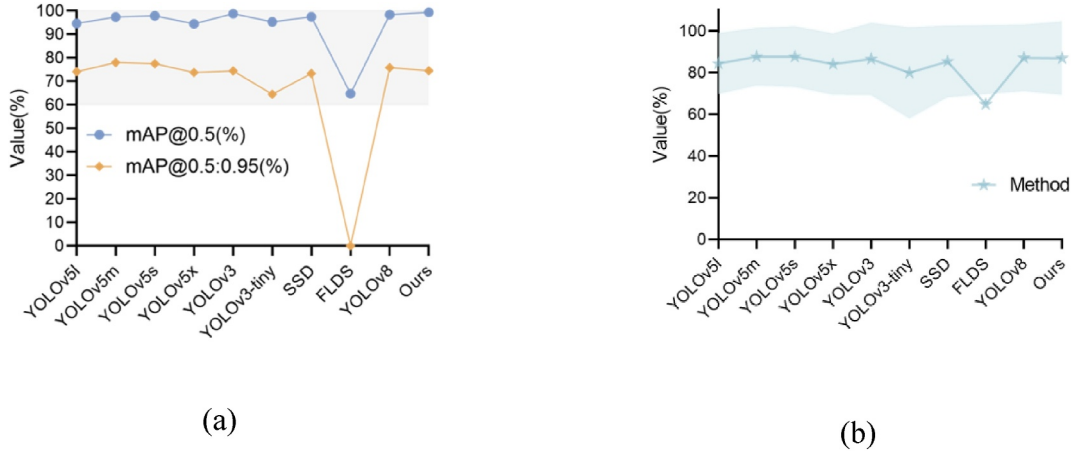 100
90
80
70
60
50
40
30
20
10
0
Value(%)
mAP@0.5(%)
mAP@0.5:0.95(%)
YOLOv5l
YOLOv5m
YOLOv5s
YOLOv5x
YOLOv3
YOLOv3-tiny
SSD
FLDS
YOLOv8
Ours
(a)
100
80
60
40
20
0
Value(%)
Method
YOLOv5l
YOLOv5m
YOLOv5s
YOLOv5x
YOLOv3
YOLOv3-tiny
SSD
FLDS
YOLOv8
Ours
(b)